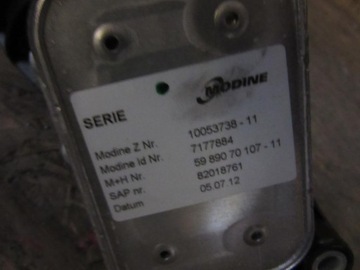 MODINE
SERIE
Modine Z Nr. 10053738 - 11
Modine Id Nr. 7177884
M+H Nr. 59 890 70 107 - 11
SAP nr. 82018761
Datum 05.07.12